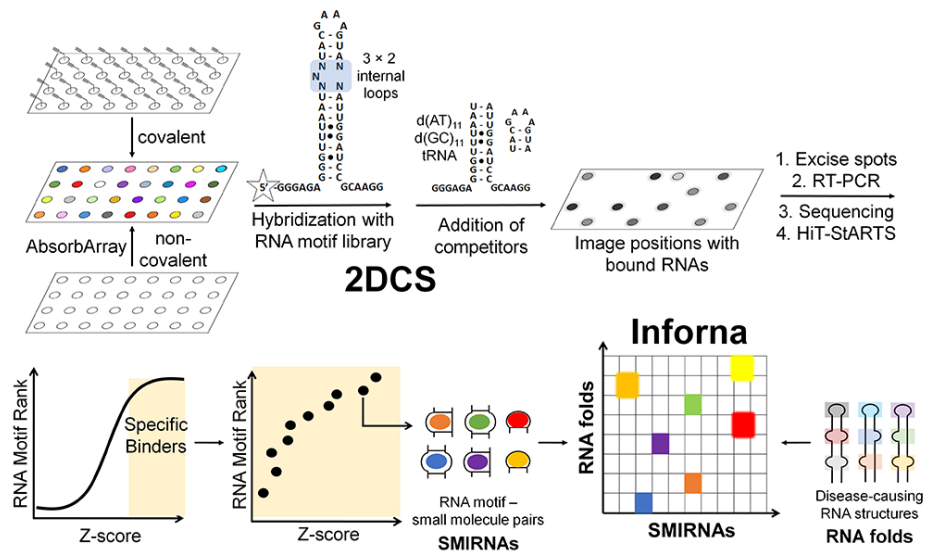 covalent
AbsorbArray
non-
covalent
3 × 2
internal
loops
5'
-GGGAGA
GCAAGG
Hybridization with
RNA motif library
d(AT)₁₁
d(GC)₁₁
tRNA
GGGAGA
GCAAGG
Addition of
competitors
Image positions with
bound RNAs
1. Excise spots
2. RT-PCR
3. Sequencing
4. HiT-StARTS
2DCS
RNA Motif Rank
Specific
Binders
Z-score
RNA Motif Rank
Z-score
RNA motif –
small molecule pairs
SMIRNAs
Inforna
RNA folds
SMIRNAs
Disease-causing
RNA structures
RNA folds